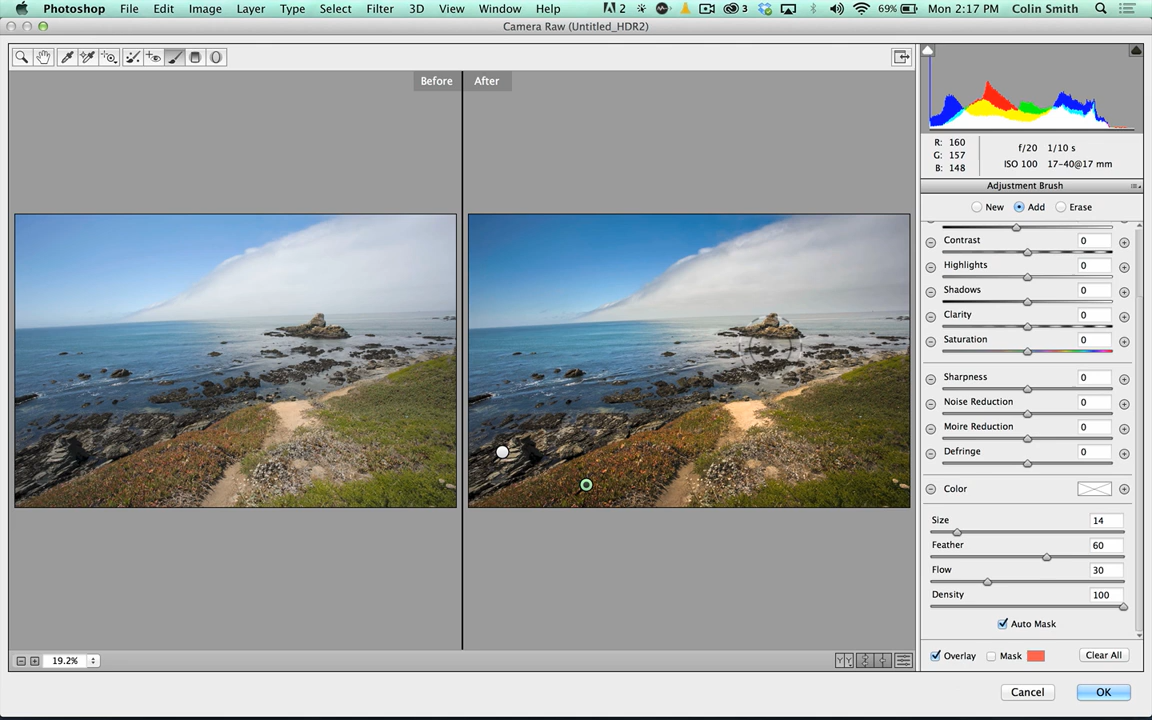 Photoshop File Edit Image Layer Type Select Filter 3D View Window Help 2 3 69% Mon 2:17 PM Colin Smith
Camera Raw (Untitled_HDR2)
Before After
R: 160
G: 157
B: 148
f/20 1/10 s
ISO 100 17-40@17 mm
Adjustment Brush
New Add Erase
Contrast 0
Highlights 0
Shadows 0
Clarity 0
Saturation 0
Sharpness 0
Noise Reduction 0
Moire Reduction 0
Defringe 0
Color
Size 14
Feather 60
Flow 30
Density 100
Auto Mask
Overlay Mask Clear All
19.2% Y Y
Cancel OK